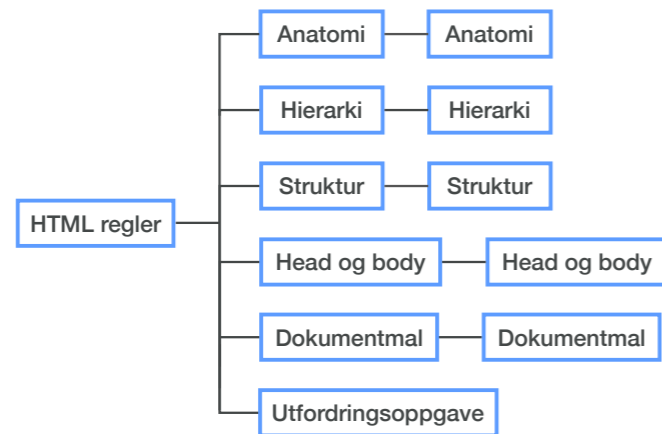 Anatomi
Anatomi
Hierarki
Hierarki
Struktur
Struktur
HTML regler
Head og body
Head og body
Dokumentmal
Dokumentmal
Utfordringsoppgave